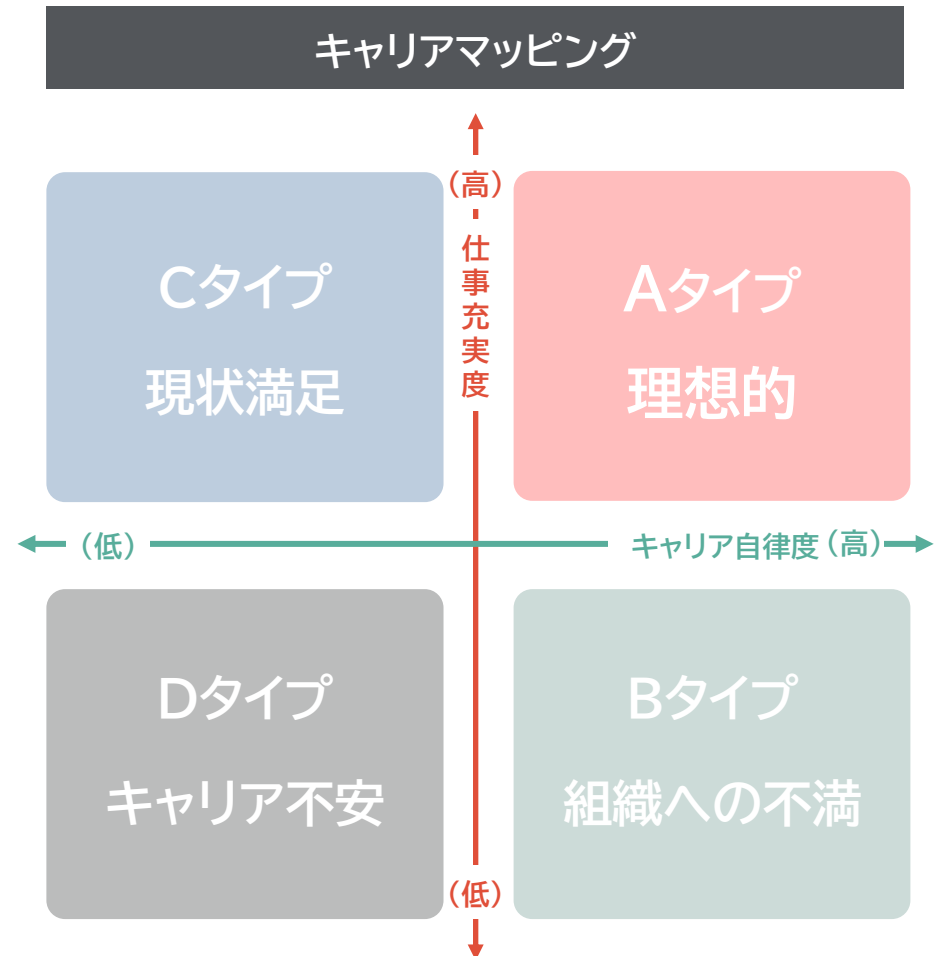 キャリアマッピング
（高）
仕事充実度
Cタイプ
現状満足
Aタイプ
理想的
（低）
キャリア自律度（高）
Dタイプ
キャリア不安
Bタイプ
組織への不満
（低）